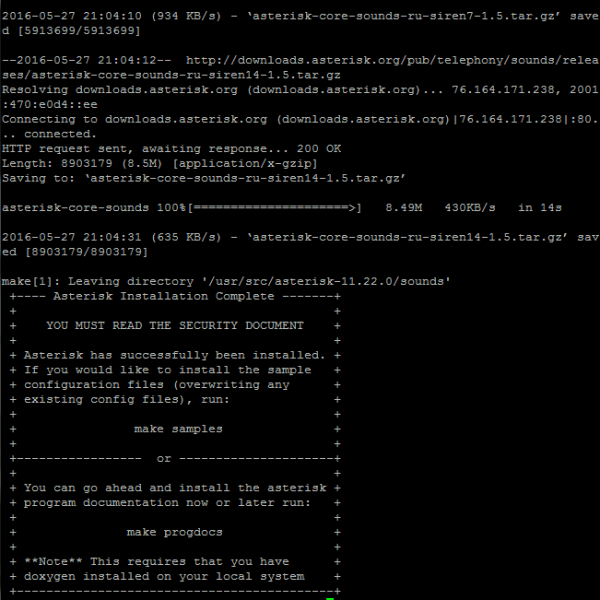 2016-05-27 21:04:10 (934 KB/s) - ‘asterisk-core-sounds-ru-siren7-1.5.tar.gz’ save
d [5913699/5913699]
--2016-05-27 21:04:12--  http://downloads.asterisk.org/pub/telephony/sounds/relea
ses/asterisk-core-sounds-ru-siren14-1.5.tar.gz
Resolving downloads.asterisk.org (downloads.asterisk.org)... 76.164.171.238, 2001
:470:e0d4::ee
Connecting to downloads.asterisk.org (downloads.asterisk.org)|76.164.171.238|:80.
.. connected.
HTTP request sent, awaiting response... 200 OK
Length: 8903179 (8.5M) [application/x-gzip]
Saving to: ‘asterisk-core-sounds-ru-siren14-1.5.tar.gz’
asterisk-core-sounds 100%[=====================>]   8.49M   430KB/s   in 14s
2016-05-27 21:04:31 (635 KB/s) - ‘asterisk-core-sounds-ru-siren14-1.5.tar.gz’ sav
ed [8903179/8903179]
make[1]: Leaving directory '/usr/src/asterisk-11.22.0/sounds'
+---- Asterisk Installation Complete -------+
+                                           +
+    YOU MUST READ THE SECURITY DOCUMENT    +
+                                           +
+ Asterisk has successfully been installed. +
+ If you would like to install the sample   +
+ configuration files (overwriting any      +
+ existing config files), run:              +
+                                           +
+                make samples               +
+                                           +
+-----------------  or ---------------------+
+                                           +
+ You can go ahead and install the asterisk +
+ program documentation now or later run:   +
+                                           +
+               make progdocs               +
+                                           +
+ **Note** This requires that you have      +
+ doxygen installed on your local system    +
+-------------------------------------------+